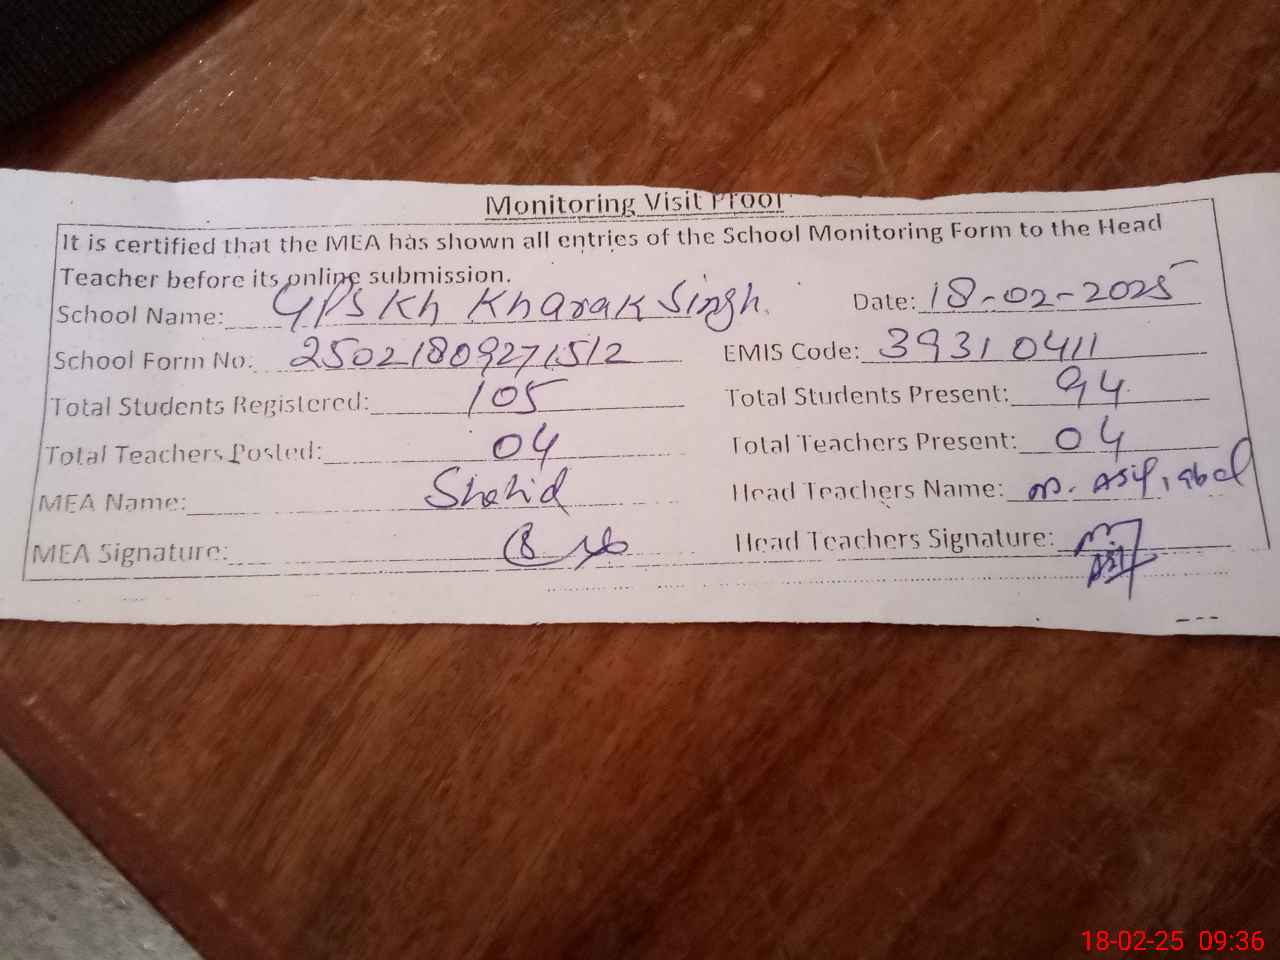 Monitoring Visit Proof
It is certified that the MEA has shown all entries of the School Monitoring Form to the Head
Teacher before its online submission.
School Name: GPS Kh Kharak Singh. Date: 18-02-2025
School Form No: 25021809271512 EMIS Code: 39310411
Total Students Registered: 105 Total Students Present: 94
Total Teachers Posted: 04 Total Teachers Present: 04
MEA Name: Shahid Head Teachers Name: M. Asif, iqbal
MEA Signature: Head Teachers Signature:
18-02-25 09:36